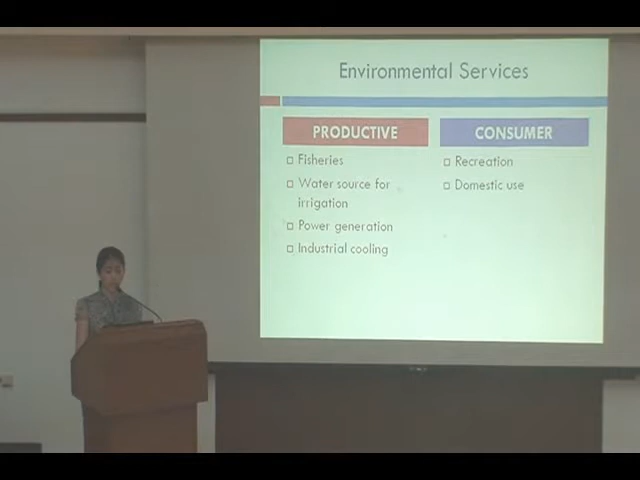 Environmental Services
PRODUCTIVE
Fisheries
Water source for
irrigation
Power generation
Industrial cooling
CONSUMER
Recreation
Domestic use